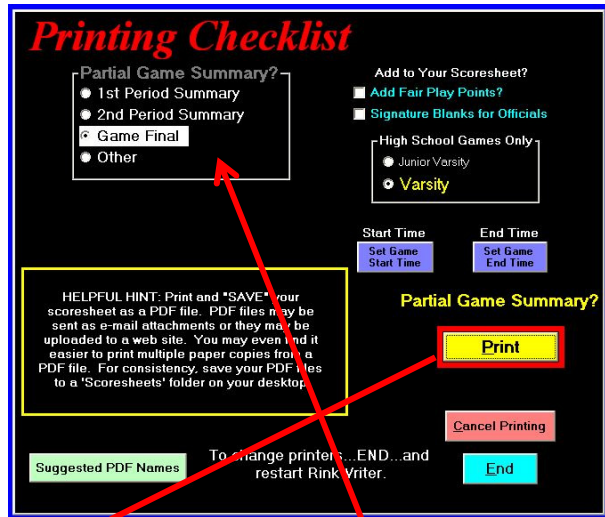 Printing Checklist
Partial Game Summary?
1st Period Summary
2nd Period Summary
Game Final
Other
Add to Your Scoresheet?
Add Fair Play Points?
Signature Blanks for Officials
High School Games Only
Junior Varsity
Varsity
Start Time
Set Game
Start Time
End Time
Set Game
End Time
HELPFUL HINT: Print and "SAVE" your
scoresheet as a PDF file. PDF files may be
sent as e-mail attachments or they may be
uploaded to a web site. You may even find it
easier to print multiple paper copies from a
PDF file. For consistency, save your PDF files
to a 'Scoresheets' folder on your desktop
Partial Game Summary?
Print
Cancel Printing
Suggested PDF Names
To change printers...END...and
restart RinkWriter.
End